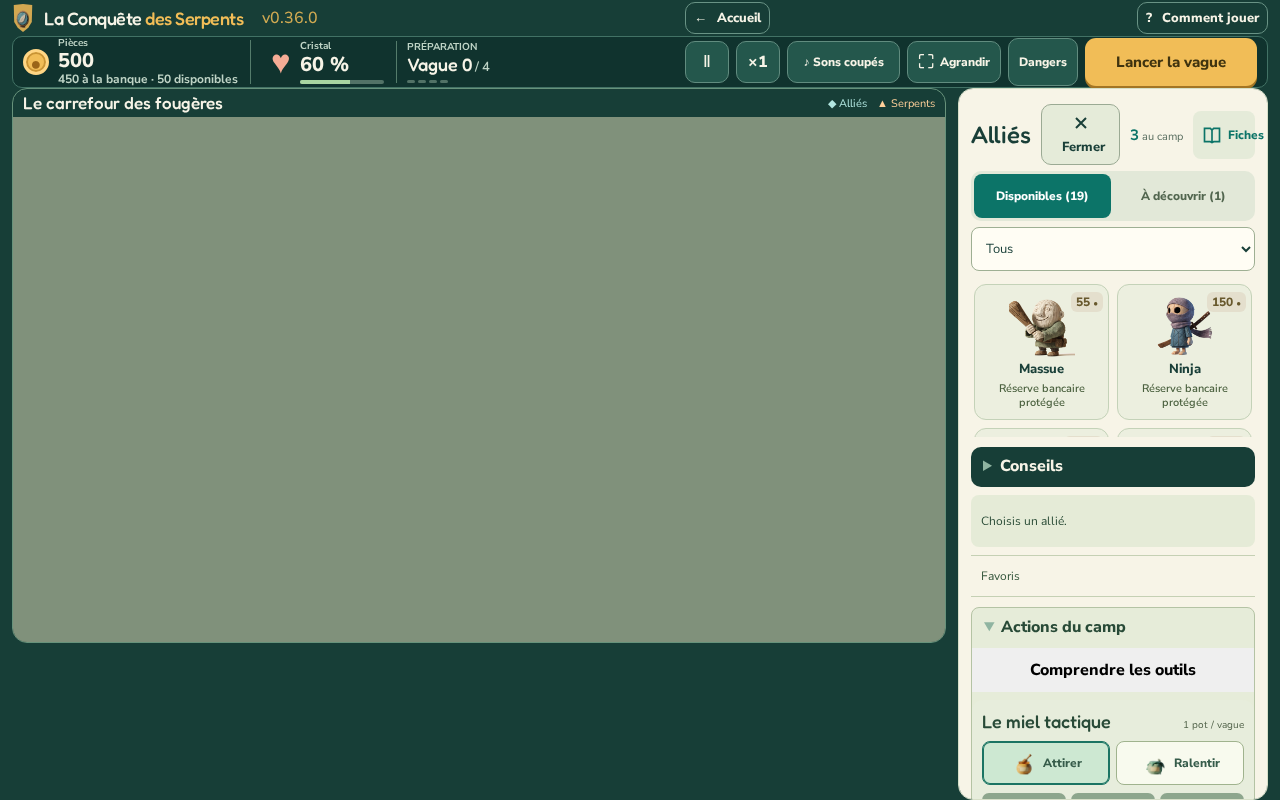 La Conquête des Serpents v0.36.0
← Accueil
? Comment jouer
Pièces
500
450 à la banque · 50 disponibles
Cristal
60 %
PRÉPARATION
Vague 0 / 4
×1
♪ Sons coupés
Agrandir
Dangers
Lancer la vague
Le carrefour des fougères
◆ Alliés ▲ Serpents
Alliés
× Fermer
3 au camp
Fiches
Disponibles (19)
À découvrir (1)
Tous
55 •
Massue
Réserve bancaire
protégée
150 •
Ninja
Réserve bancaire
protégée
Conseils
Choisis un allié.
Favoris
Actions du camp
Comprendre les outils
Le miel tactique
1 pot / vague
Attirer
Ralentir